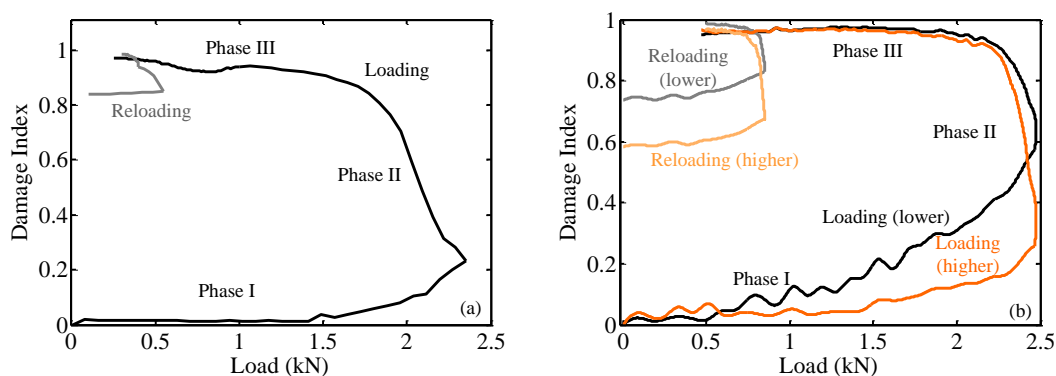 1
0.8
0.6
0.4
0.2
0
Damage Index
0
0.5
1
1.5
2
2.5
Load (kN)
Phase III
Loading
Reloading
Phase II
Phase I
(a)
1
0.8
0.6
0.4
0.2
0
Damage Index
0
0.5
1
1.5
2
2.5
Load (kN)
Reloading
(lower)
Phase III
Phase II
Reloading (higher)
Loading (lower)
Loading
(higher)
Phase I
(b)